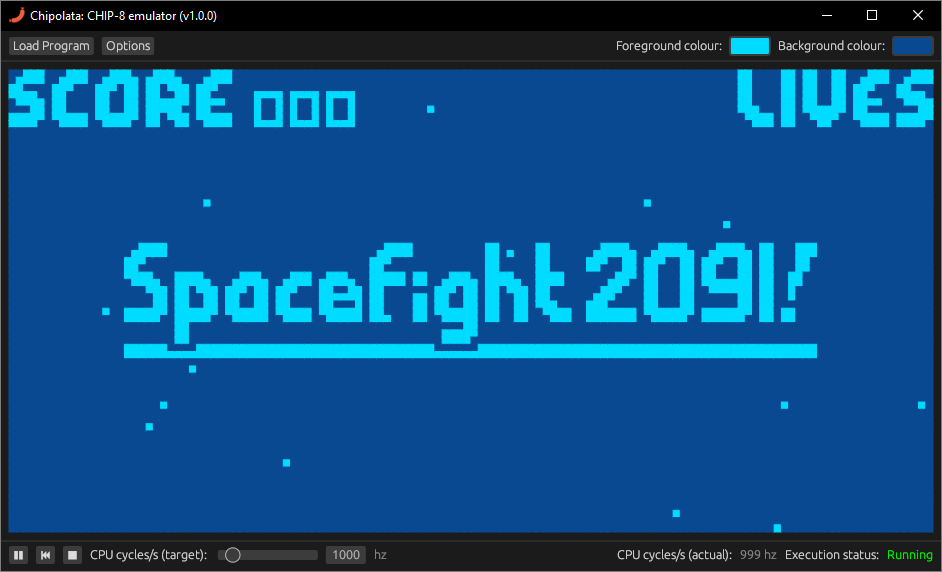 Chipolata: CHIP-8 emulator (v1.0.0)
Load Program Options Foreground colour: Background colour:
SCORE 000 LIVES
Spacefight 2091!
CPU cycles/s (target): 1000 hz CPU cycles/s (actual): 999 hz Execution status: Running